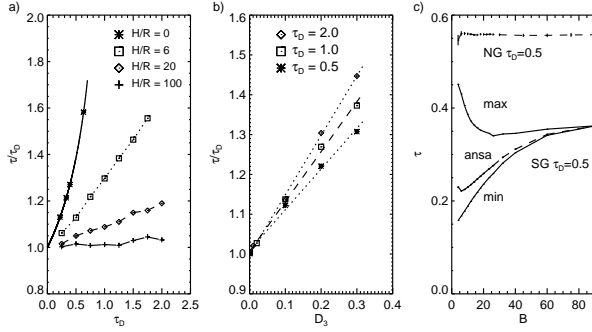 a)
2.0
1.8
1.6
1.4
1.2
1.0
0.8
τ/τD
H/R = 0
H/R = 6
H/R = 20
H/R = 100
0.0 0.5 1.0 1.5 2.0 2.5
τD
b)
1.6
1.5
1.4
1.3
1.2
1.1
1.0
0.9
τ/τD
τD = 2.0
τD = 1.0
τD = 0.5
0.0 0.1 0.2 0.3 0.4
D3
c)
0.6
0.4
0.2
0.0
τ
NG τD=0.5
max
ansa
SG τD=0.5
min
0 20 40 60 80
B